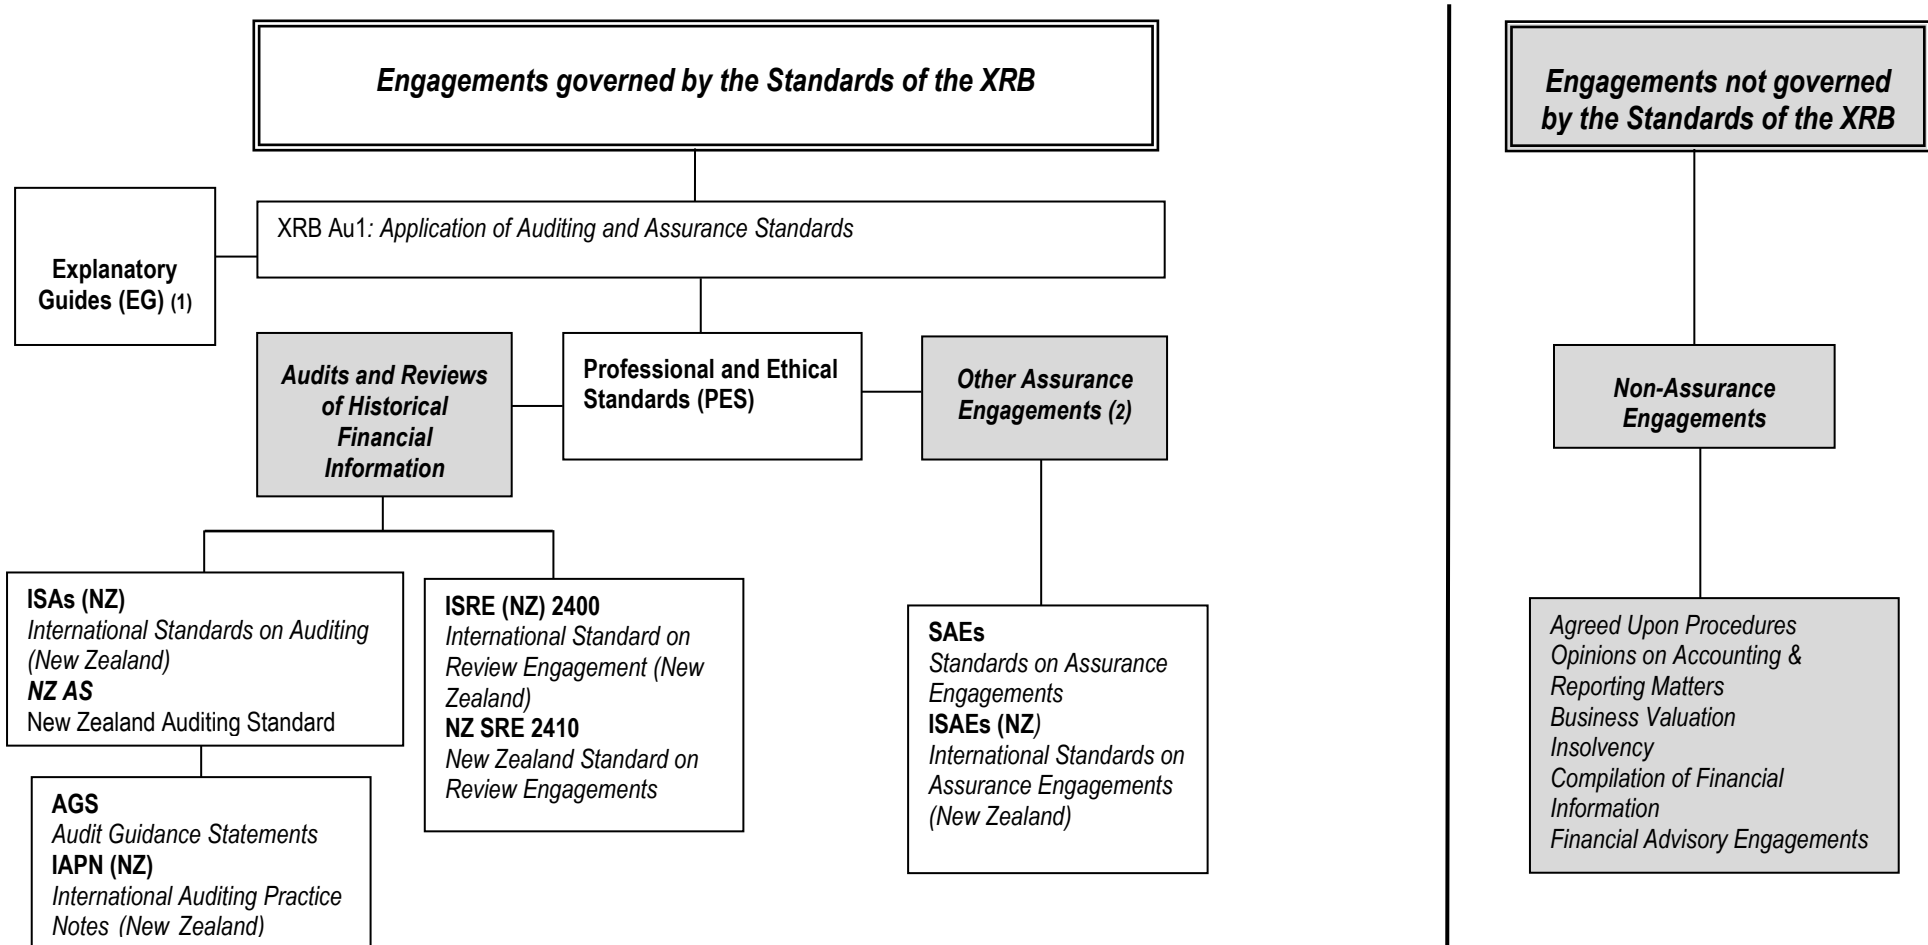 Engagements governed by the Standards of the XRB
Engagements not governed
by the Standards of the XRB
XRB Au1: Application of Auditing and Assurance Standards
Explanatory
Guides (EG) (1)
Audits and Reviews
of Historical
Financial
Information
Professional and Ethical
Standards (PES)
Other Assurance
Engagements (2)
Non-Assurance
Engagements
ISAs (NZ)
International Standards on Auditing
(New Zealand)
NZ AS
New Zealand Auditing Standard
ISRE (NZ) 2400
International Standard on
Review Engagement (New
Zealand)
NZ SRE 2410
New Zealand Standard on
Review Engagements
SAEs
Standards on Assurance
Engagements
ISAEs (NZ)
International Standards on
Assurance Engagements
(New Zealand)
Agreed Upon Procedures
Opinions on Accounting &
Reporting Matters
Business Valuation
Insolvency
Compilation of Financial
Information
Financial Advisory Engagements
AGS
Audit Guidance Statements
IAPN (NZ)
International Auditing Practice
Notes (New Zealand)